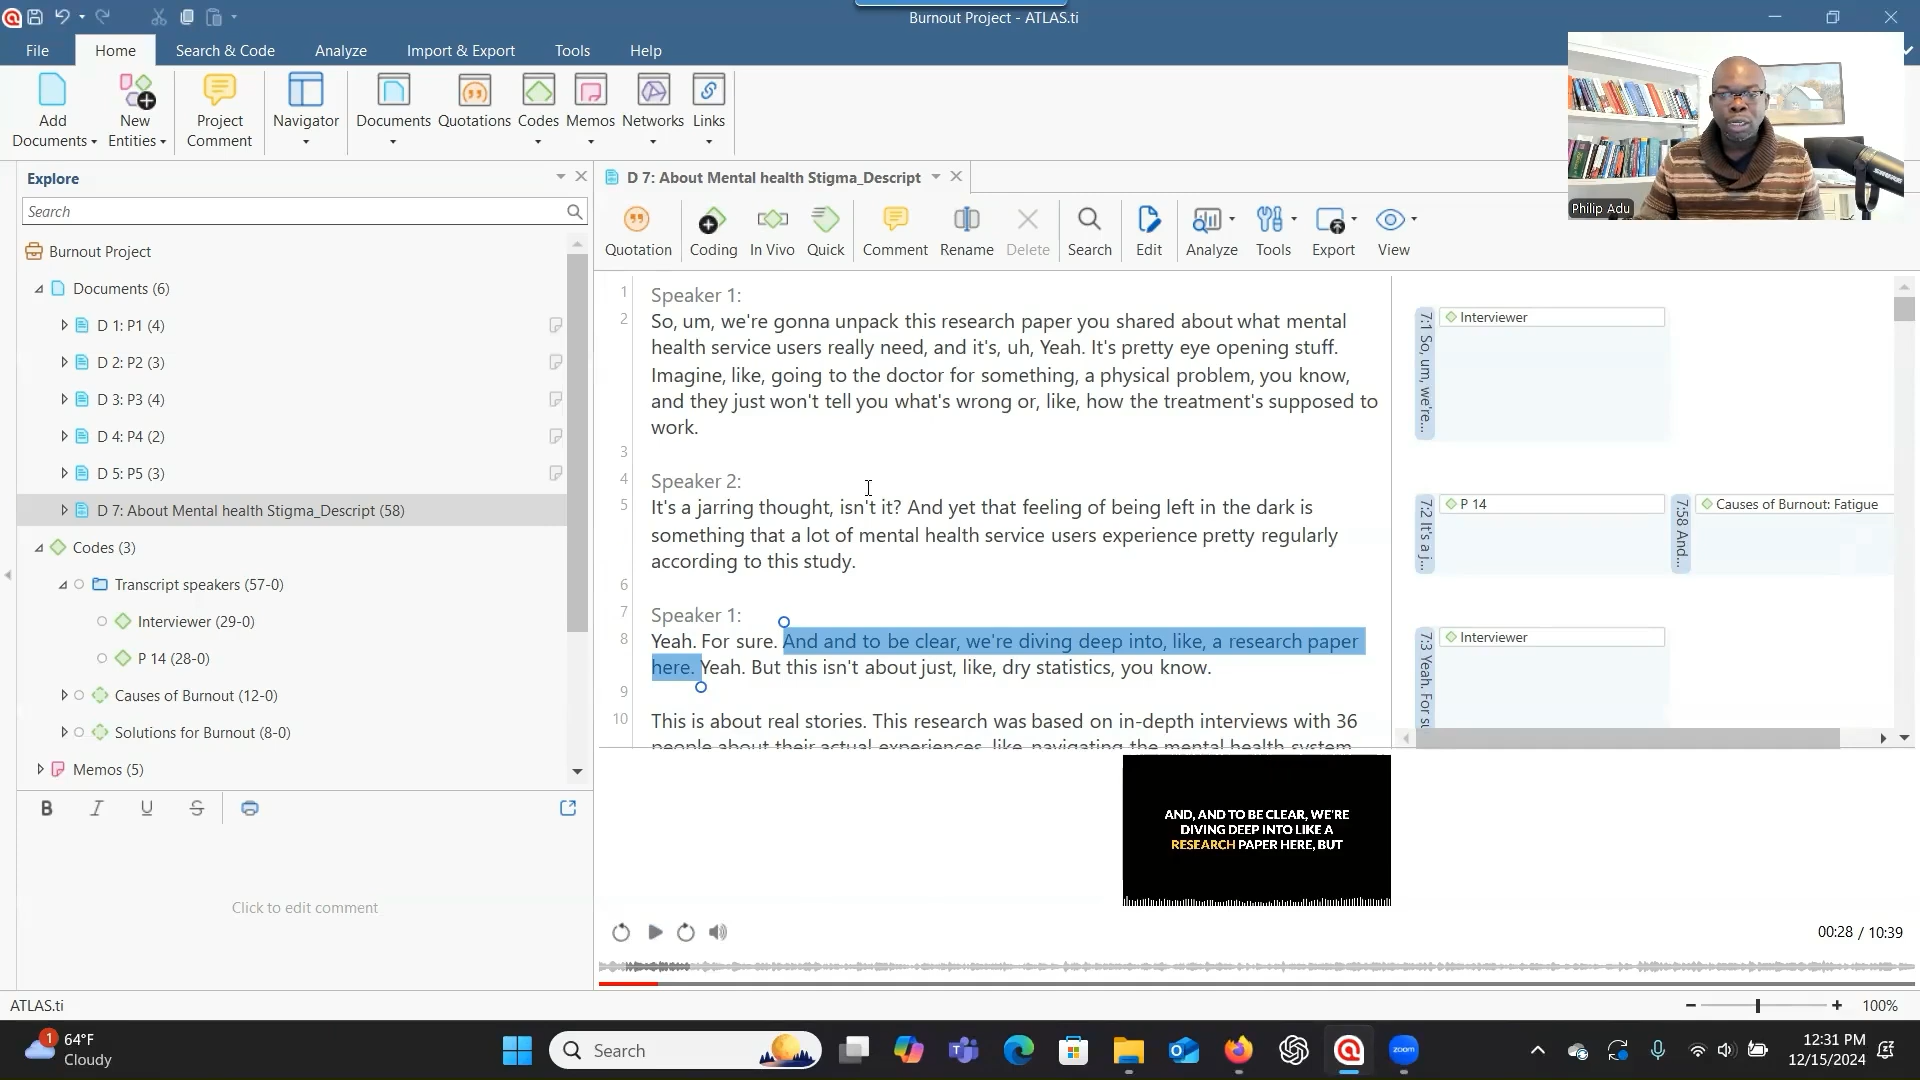 Burnout Project - ATLAS.ti
File
Home
Search & Code
Analyze
Import & Export
Tools
Help
Add
Documents
New
Entities
Project
Comment
Navigator
Documents
Quotations
Codes
Memos
Networks
Links
Philip Adu
Explore
D 7: About Mental health Stigma_Descript
Search
Quotation
Coding
In Vivo
Quick
Comment
Rename
Delete
Search
Edit
Analyze
Tools
Export
View
Burnout Project
Documents (6)
D 1: P1 (4)
D 2: P2 (3)
D 3: P3 (4)
D 4: P4 (2)
D 5: P5 (3)
D 7: About Mental health Stigma_Descript (58)
Codes (3)
Transcript speakers (57-0)
Interviewer (29-0)
P 14 (28-0)
Causes of Burnout (12-0)
Solutions for Burnout (8-0)
Memos (5)
Click to edit comment
1
Speaker 1:
2
So, um, we're gonna unpack this research paper you shared about what mental
health service users really need, and it's, uh, Yeah. It's pretty eye opening stuff.
Imagine, like, going to the doctor for something, a physical problem, you know,
and they just won't tell you what's wrong or, like, how the treatment's supposed to
work.
3
4
Speaker 2:
5
It's a jarring thought, isn't it? And yet that feeling of being left in the dark is
something that a lot of mental health service users experience pretty regularly
according to this study.
6
7
Speaker 1:
8
Yeah. For sure. And and to be clear, we're diving deep into, like, a research paper
here. Yeah. But this isn't about just, like, dry statistics, you know.
9
10
This is about real stories. This research was based on in-depth interviews with 36
people about their actual experiences, like, navigating the mental health system
7:1 So, um, we're...
Interviewer
7:2 It's a j...
P 14
7:58 And...
Causes of Burnout: Fatigue
7:3 Yeah. For su
Interviewer
AND, AND TO BE CLEAR, WE'RE
DIVING DEEP INTO LIKE A
RESEARCH PAPER HERE, BUT
00:28 / 10:39
ATLAS.ti
100%
1
64°F
Cloudy
Search
zoom
12:31 PM
12/15/2024